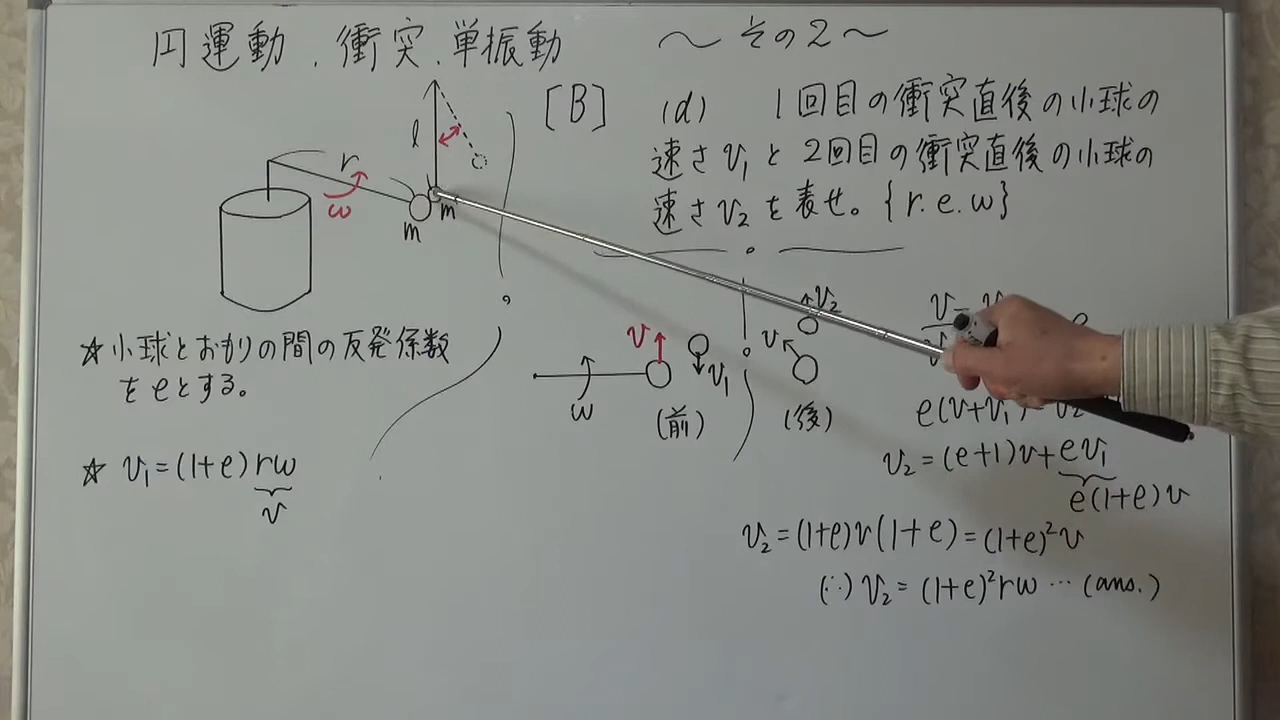 円運動、衝突、単振動 ～その2～
[B] (d) 1回目の衝突直後の小球の
速さv₁と2回目の衝突直後の小球の
速さv₂を表せ。{r.e.ω}
l
r
ω
m
m
☆小球とおもりの間の反発係数
をeとする。
☆ v₁=(1+e)rω
v
v
v₁
ω
(前)
v₂
v
(後)
v₂=(e+1)v+ev₁
e(1+e)v
v₂=(1+e)v(1+e)=(1+e)²v
(∴) v₂=(1+e)²rω…(ans.)